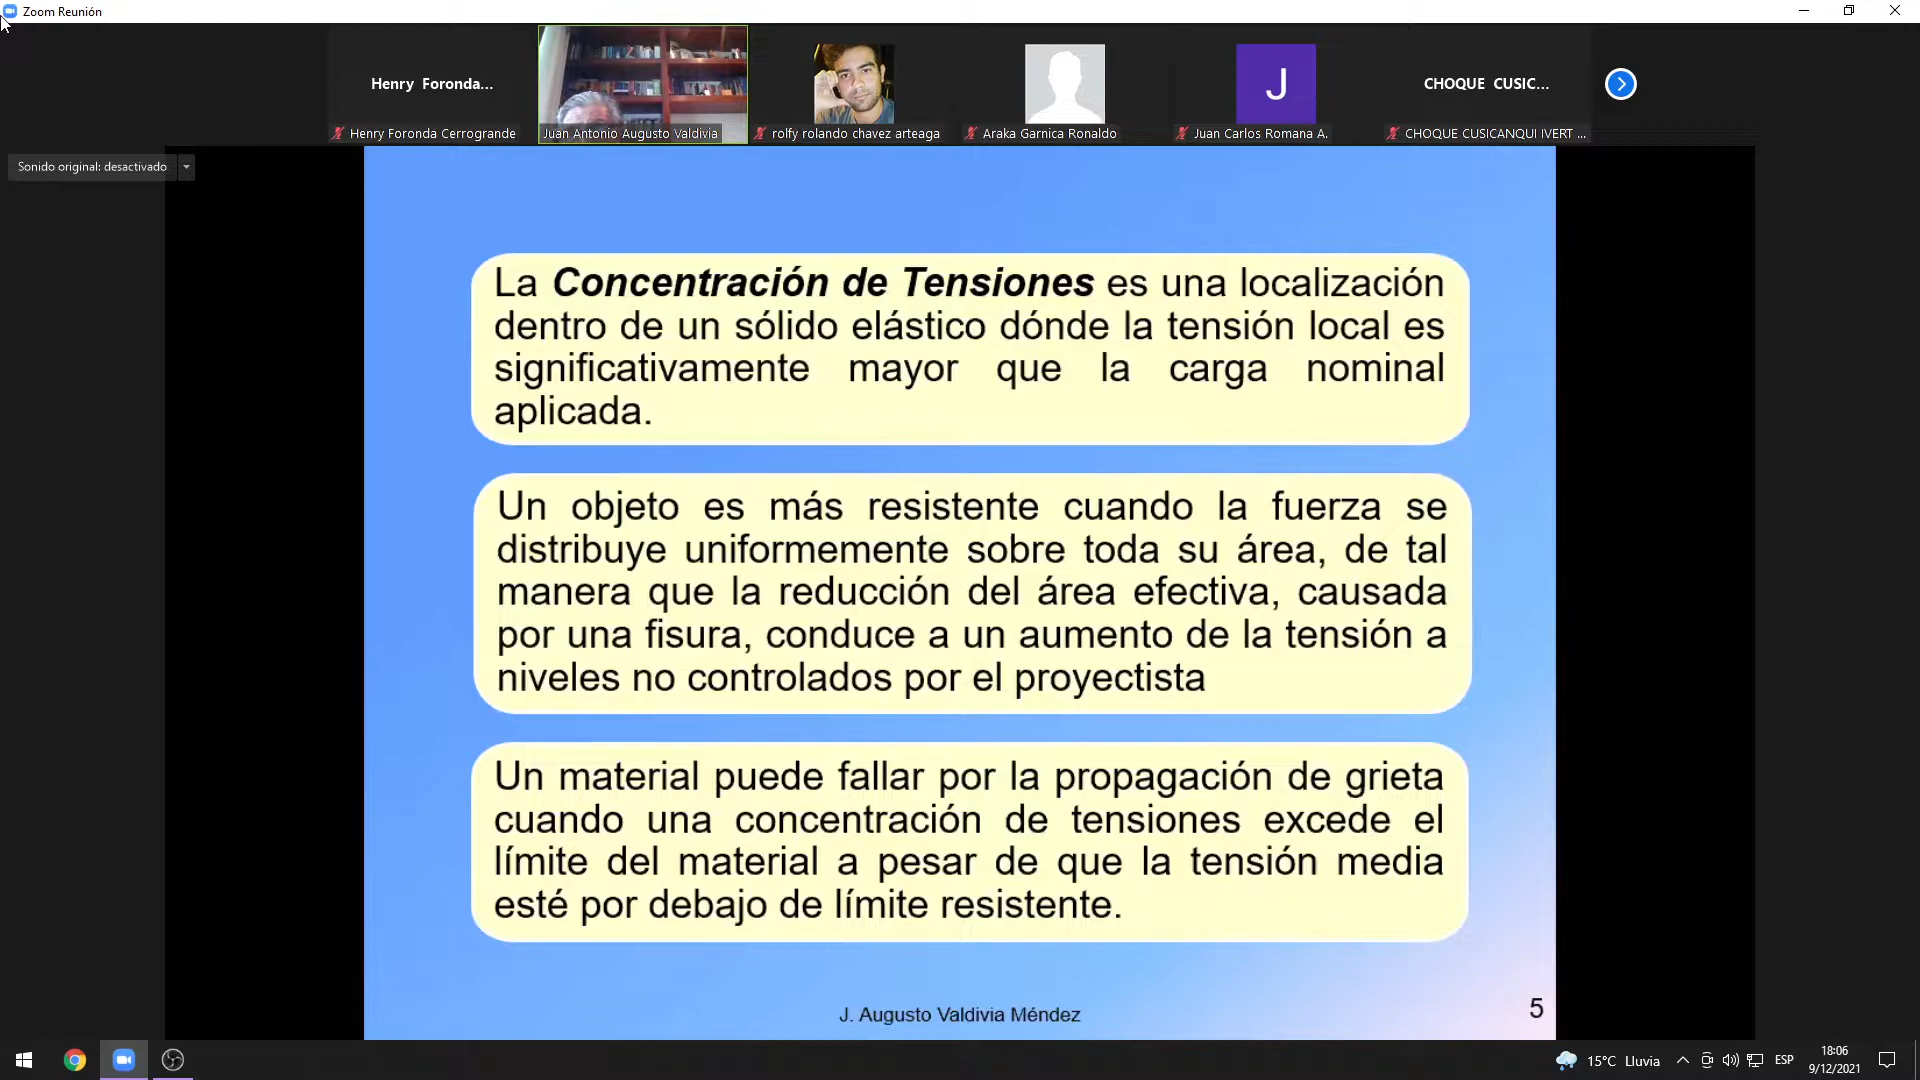 Zoom Reunión
Henry Foronda...
CHOQUE CUSIC...
Henry Foronda Cerrogrande
Juan Antonio Augusto Valdivia
rolfy rolando chavez arteaga
Araka Garnica Ronaldo
J
Juan Carlos Romana A.
CHOQUE CUSICANQUI IVERT ...
Sonido original: desactivado
La Concentración de Tensiones es una localización
dentro de un sólido elástico dónde la tensión local es
significativamente mayor que la carga nominal
aplicada.
Un objeto es más resistente cuando la fuerza se
distribuye uniformemente sobre toda su área, de tal
manera que la reducción del área efectiva, causada
por una fisura, conduce a un aumento de la tensión a
niveles no controlados por el proyectista
Un material puede fallar por la propagación de grieta
cuando una concentración de tensiones excede el
límite del material a pesar de que la tensión media
esté por debajo de límite resistente.
J. Augusto Valdivia Méndez
5
15°C Lluvia
ESP
18:06
9/12/2021